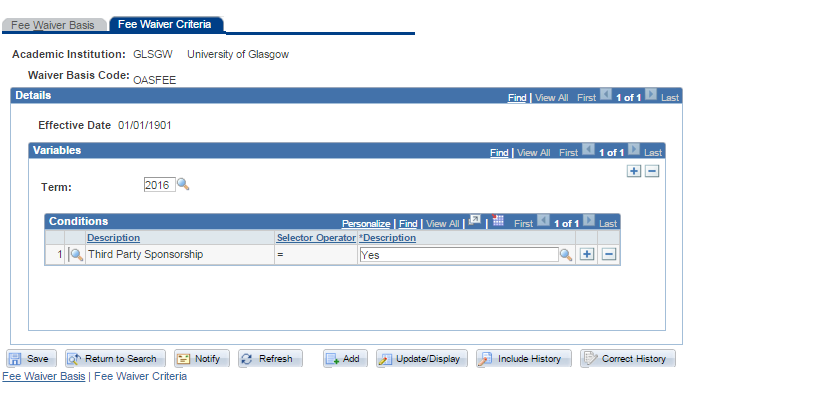 Fee Waiver Basis Fee Waiver Criteria
Academic Institution: GLSGW University of Glasgow
Waiver Basis Code: OASFEE
Details Find | View All First 1 of 1 Last
Effective Date 01/01/1901
Variables Find | View All First 1 of 1 Last
Term: 2016
Conditions Personalize | Find | View All | | First 1 of 1 Last
Description Selector Operator *Description
1 Third Party Sponsorship = Yes
Save Return to Search Notify Refresh Add Update/Display Include History Correct History
Fee Waiver Basis | Fee Waiver Criteria